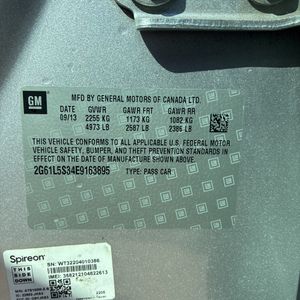 GM
MFD BY GENERAL MOTORS OF CANADA LTD.
DATE GVWR GAWR FRT GAWR RR
09/13 2255 KG 1173 KG 1082 KG
4973 LB 2587 LB 2386 LB
THIS VEHICLE CONFORMS TO ALL APPLICABLE U.S. FEDERAL MOTOR
VEHICLE SAFETY, BUMPER, AND THEFT PREVENTION STANDARDS
IN EFFECT ON THE DATE OF MANUFACTURE SHOWN ABOVE.
2G61L5S34E9163895 TYPE: PASS CAR
Spireon
THIS SIDE DOWN
SN: WT32204010386
IMEI: 358212104822613